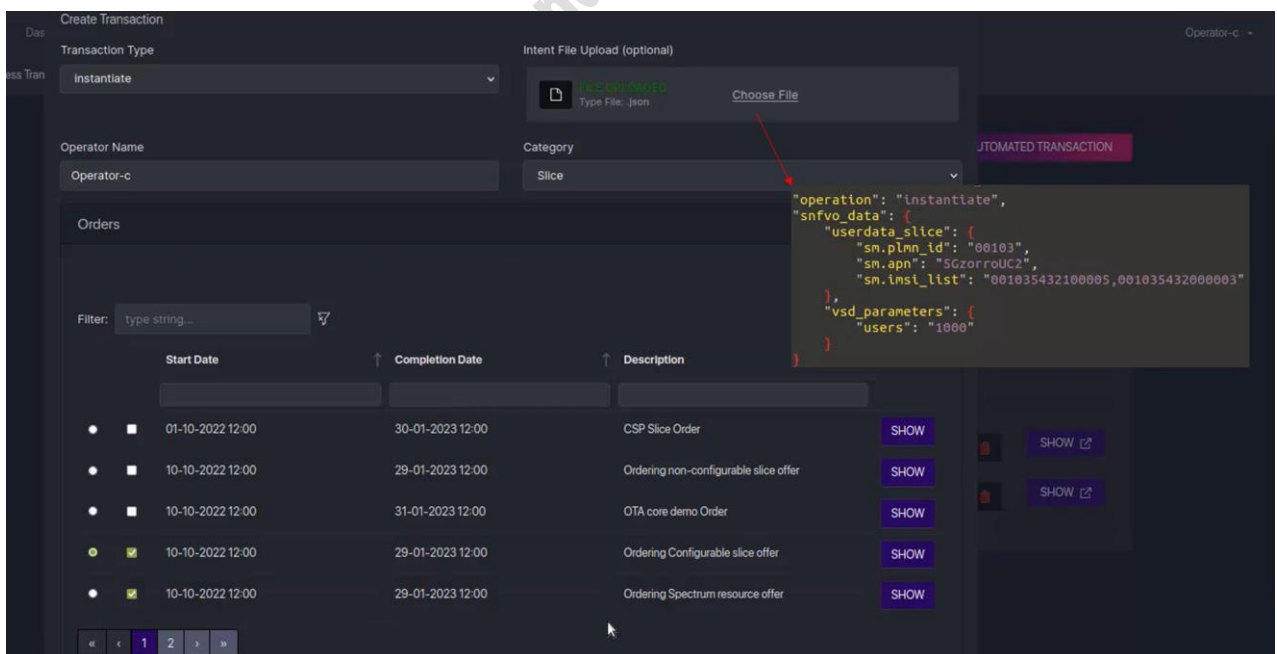 Create Transaction
Das
Operator-c
Transaction Type
Intent File Upload (optional)
ess Tran
instantiate
FILE UPLOADED
Type File: .json
Choose File
Operator Name
Category
UTOMATED TRANSACTION
Operator-c
Slice
"operation": "instantiate",
"snfvo_data": {
"userdata_slice": {
"sm.plmn_id": "00103",
"sm.apn": "5GzorroUC2",
"sm.imsi_list": "001035432100005,001035432000003"
},
"vsd_parameters": {
"users": "1000"
}
}
Orders
Filter: type string...
Start Date Completion Date Description
01-10-2022 12:00 30-01-2023 12:00 CSP Slice Order SHOW
SHOW
10-10-2022 12:00 29-01-2023 12:00 Ordering non-configurable slice offer SHOW
SHOW
10-10-2022 12:00 31-01-2023 12:00 OTA core demo Order SHOW
10-10-2022 12:00 29-01-2023 12:00 Ordering Configurable slice offer SHOW
10-10-2022 12:00 29-01-2023 12:00 Ordering Spectrum resource offer SHOW
« ‹ 1 2 › »